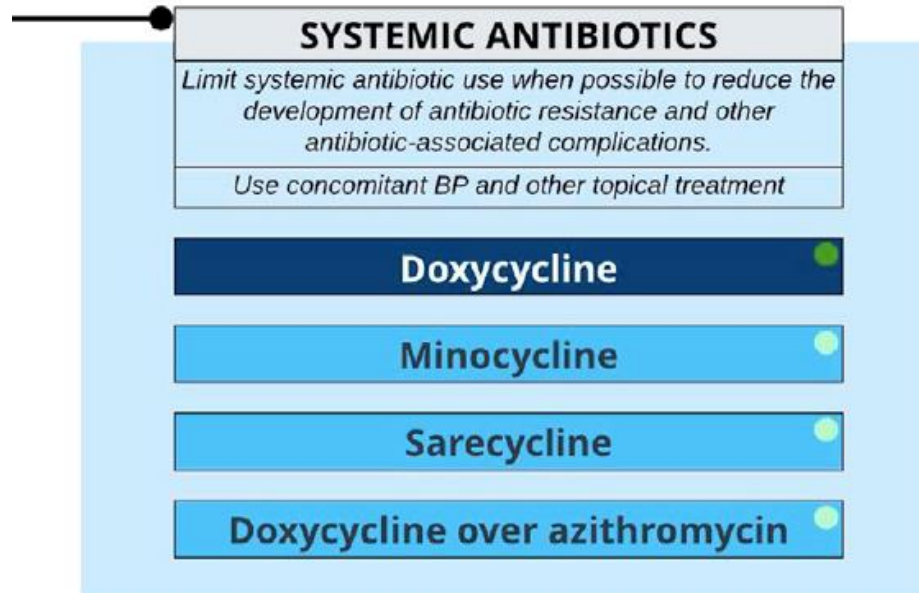 SYSTEMIC ANTIBIOTICS
Limit systemic antibiotic use when possible to reduce the
development of antibiotic resistance and other
antibiotic-associated complications.
Use concomitant BP and other topical treatment
Doxycycline
Minocycline
Sarecycline
Doxycycline over azithromycin